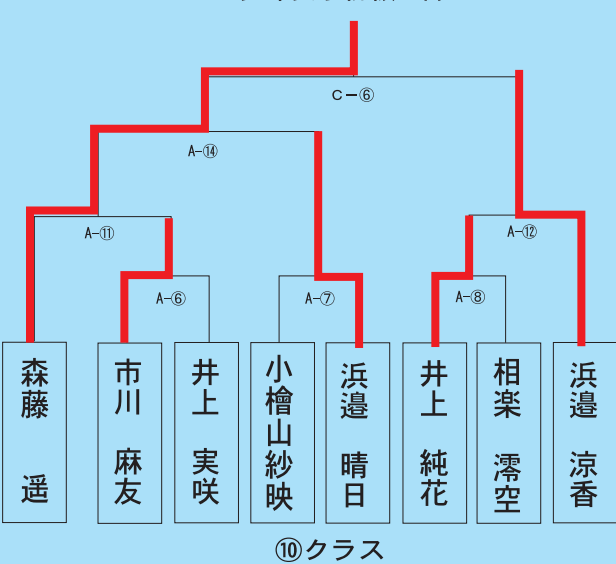 C-⑥
A-⑭
A-⑪
A-⑫
A-⑥
A-⑦
A-⑧
森藤 遥
市川 麻友
井上 実咲
小檜山紗映
浜邉 晴日
井上 純花
相楽 澪空
浜邉 涼香
⑩クラス